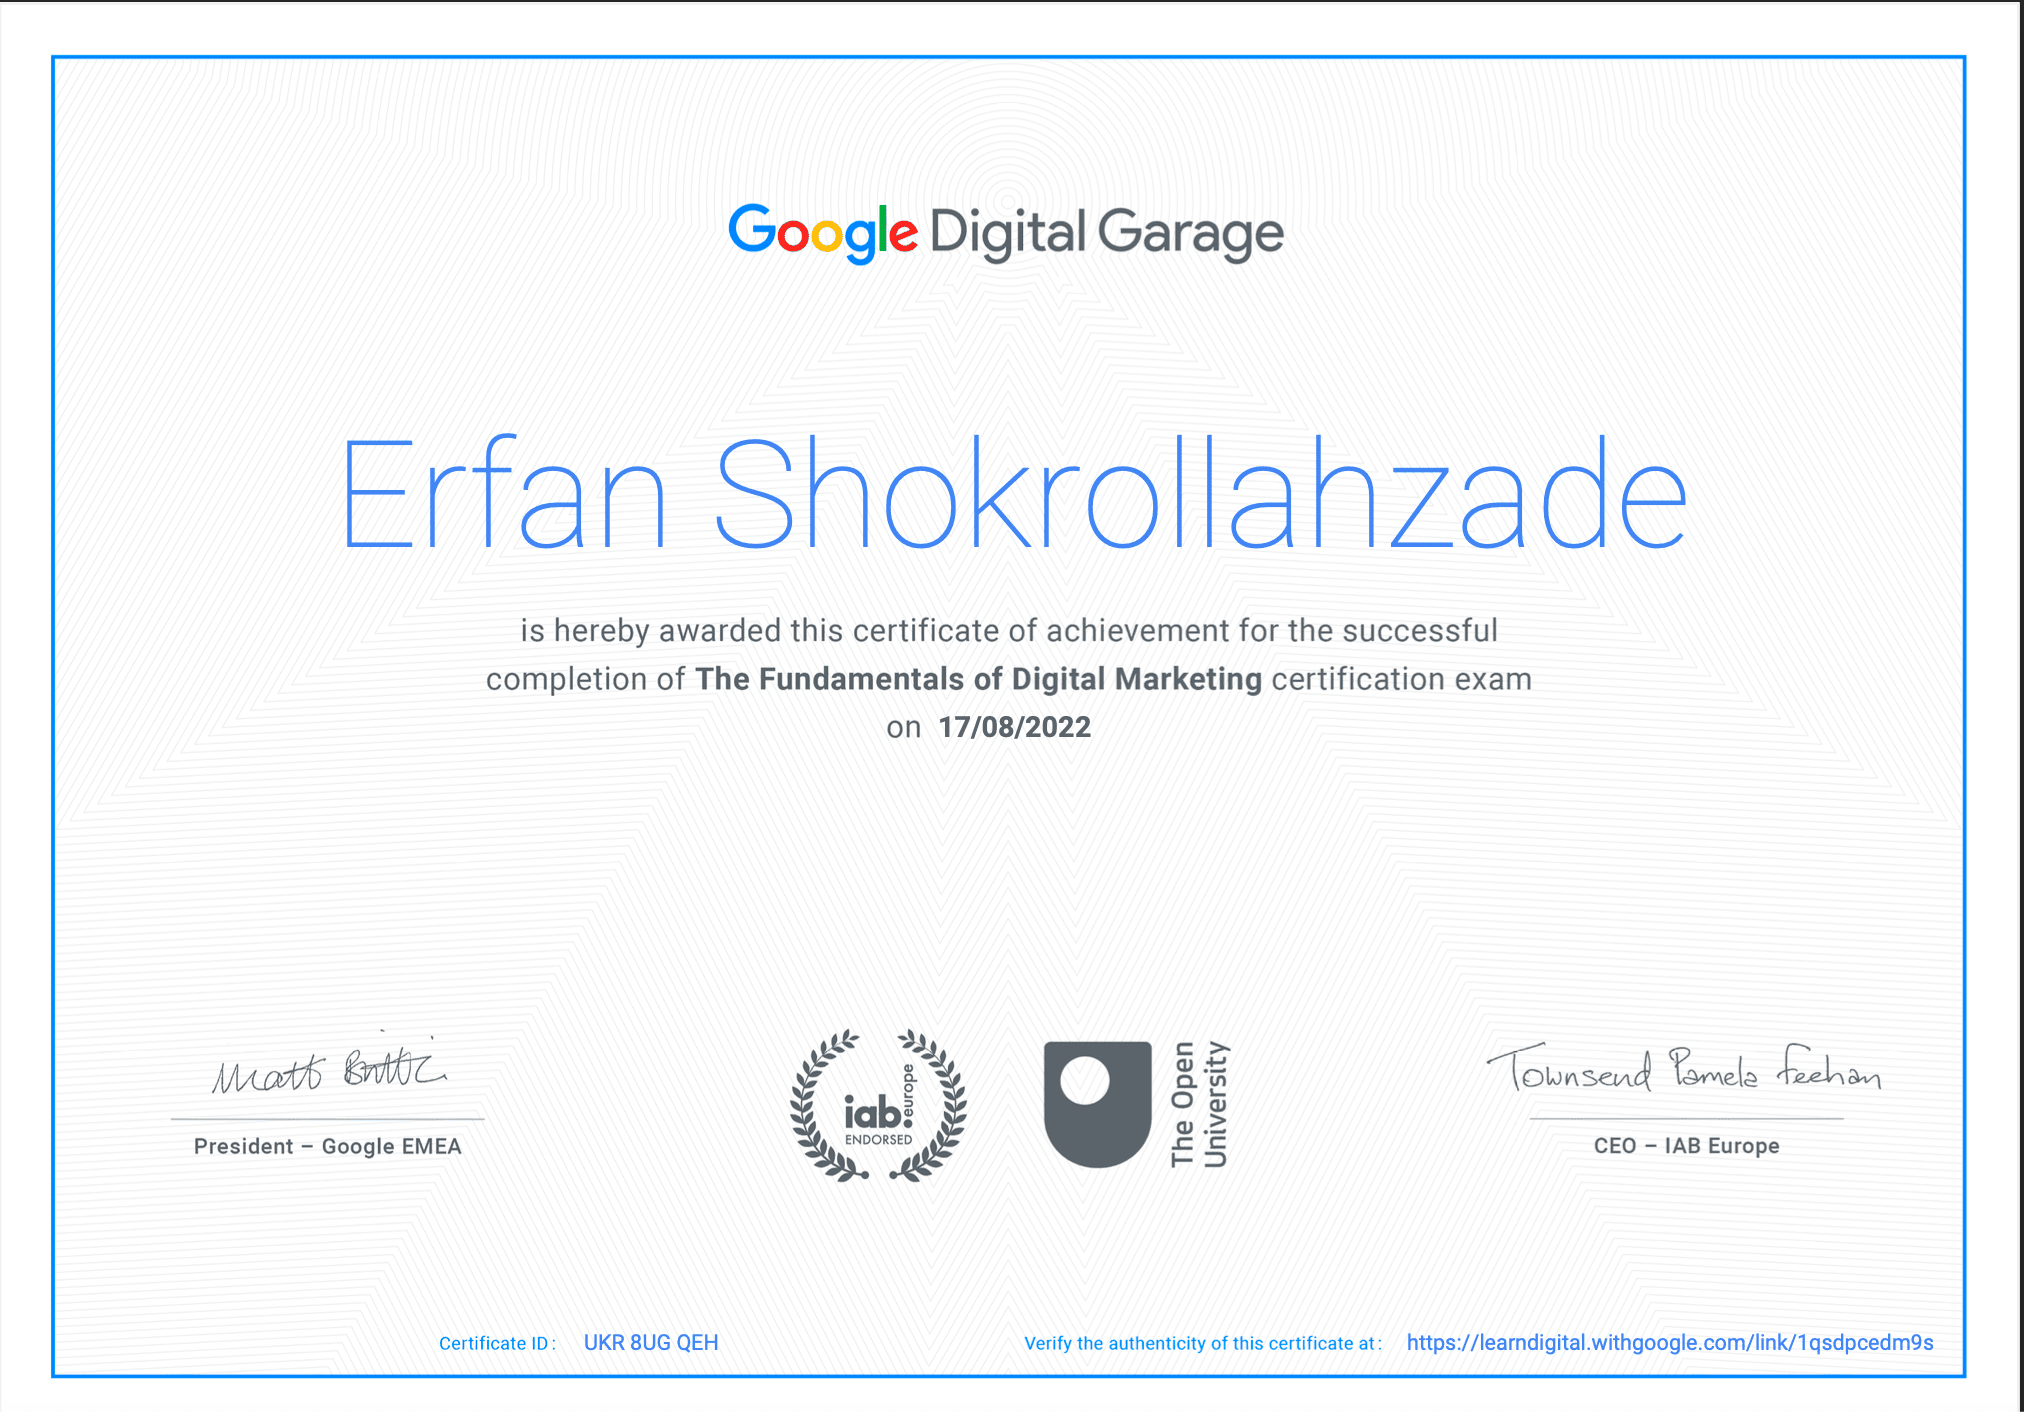 Google Digital Garage
Erfan Shokrollahzade
is hereby awarded this certificate of achievement for the successful
completion of The Fundamentals of Digital Marketing certification exam
on 17/08/2022
Matt Brittin
President – Google EMEA
iab.europe
ENDORSED
The Open
University
Townsend Pamela Feehan
CEO – IAB Europe
Certificate ID : UKR 8UG QEH
Verify the authenticity of this certificate at : https://learndigital.withgoogle.com/link/1qsdpcedm9s